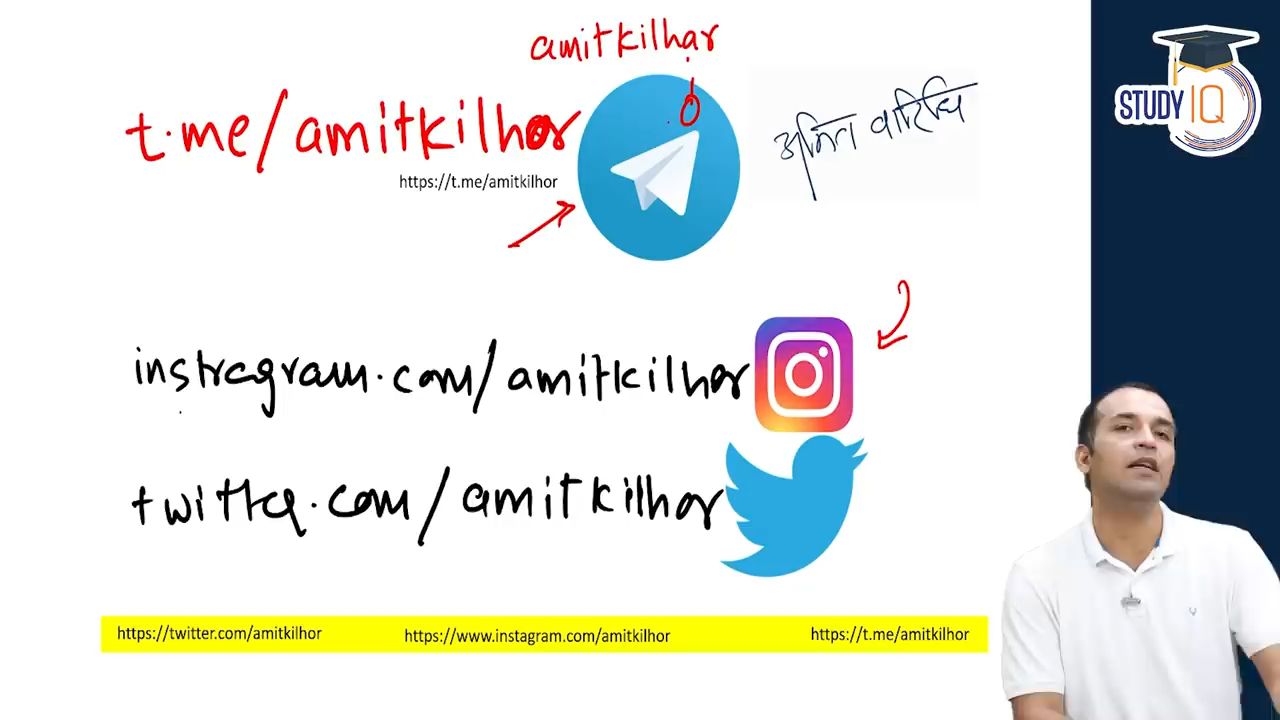 amitkilhar
t.me/amitkilhor
https://t.me/amitkilhor
अमित
STUDY IQ
instragram.com/amitkilhor
twitter.com/amitkilhor
https://twitter.com/amitkilhor https://www.instagram.com/amitkilhor https://t.me/amitkilhor